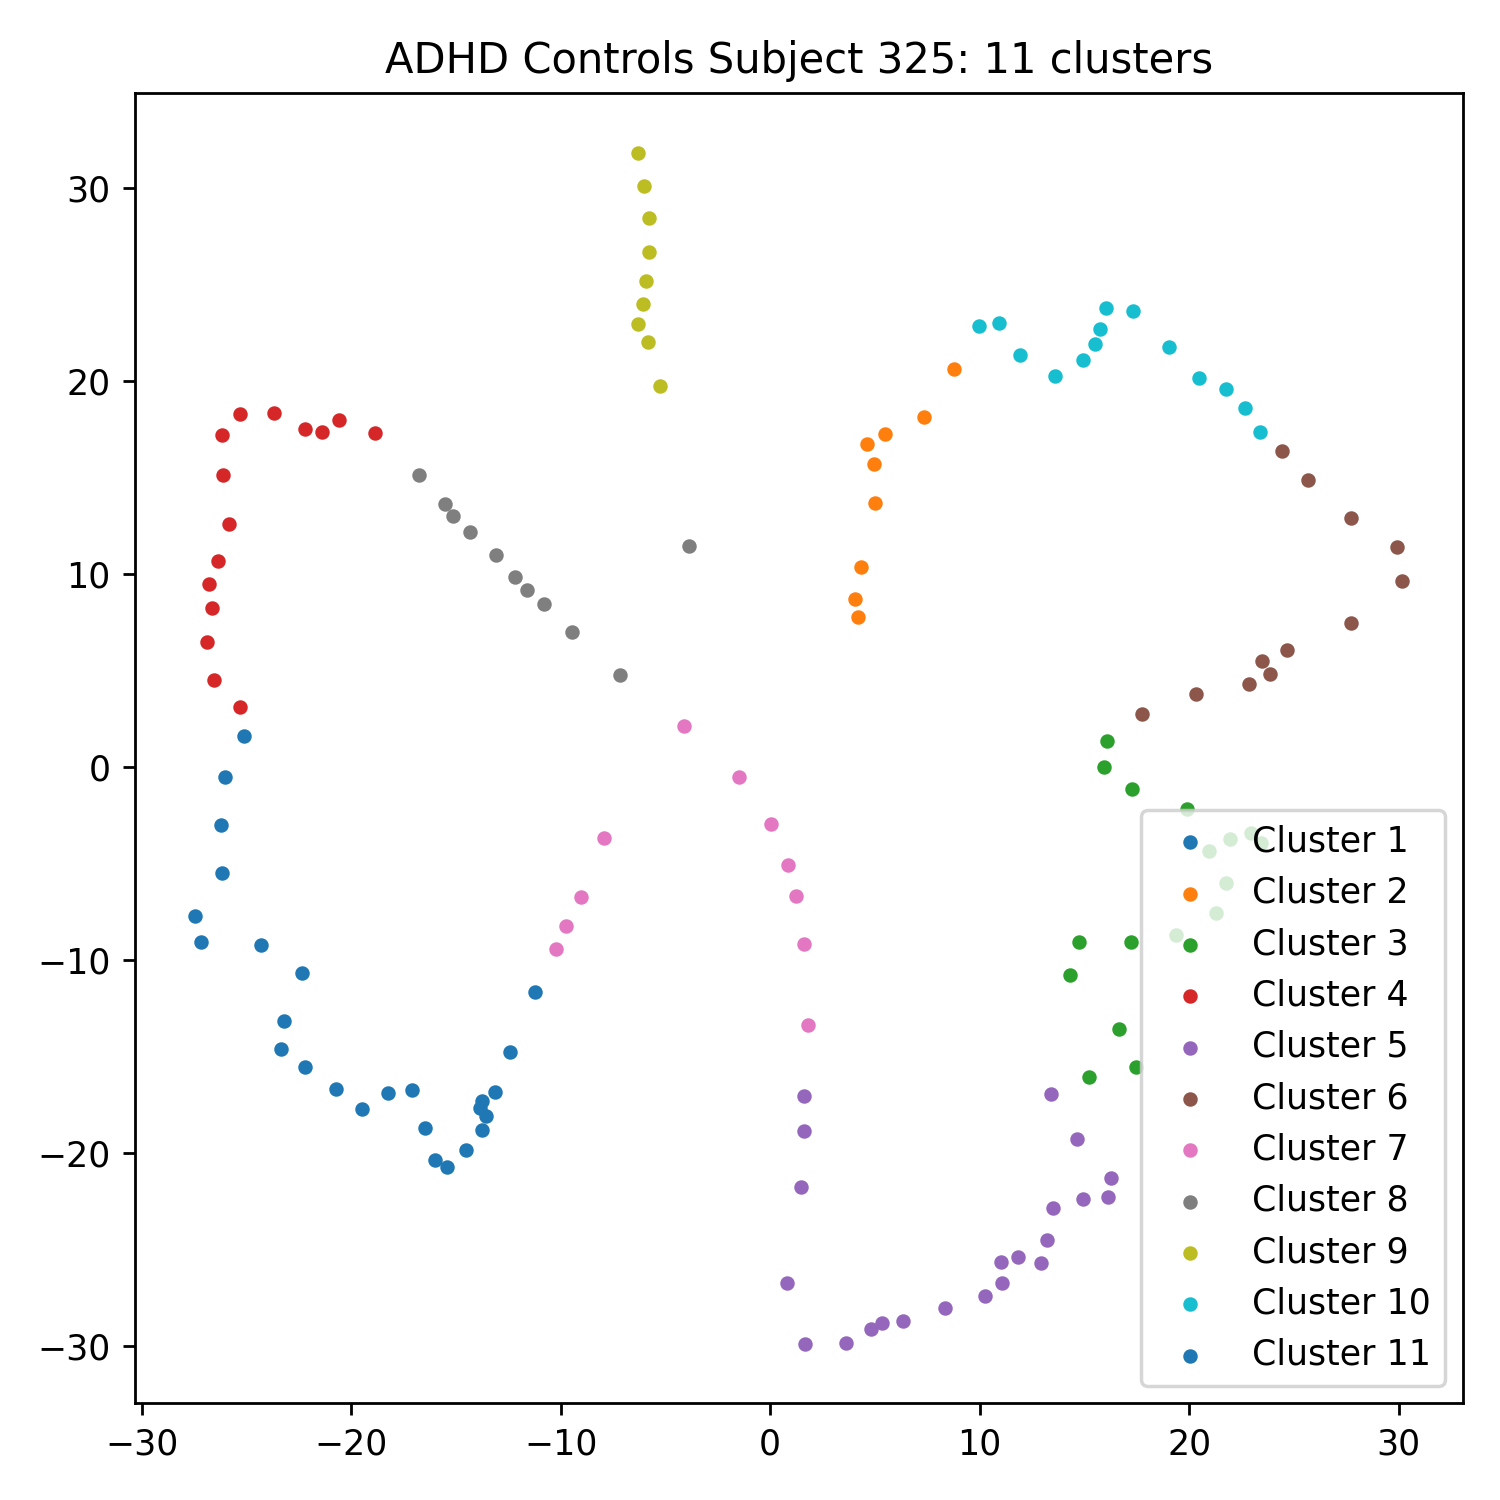 ADHD Controls Subject 325: 11 clusters
30
20
10
0
−10
−20
−30
−30
−20
−10
0
10
20
30
Cluster 1
Cluster 2
Cluster 3
Cluster 4
Cluster 5
Cluster 6
Cluster 7
Cluster 8
Cluster 9
Cluster 10
Cluster 11